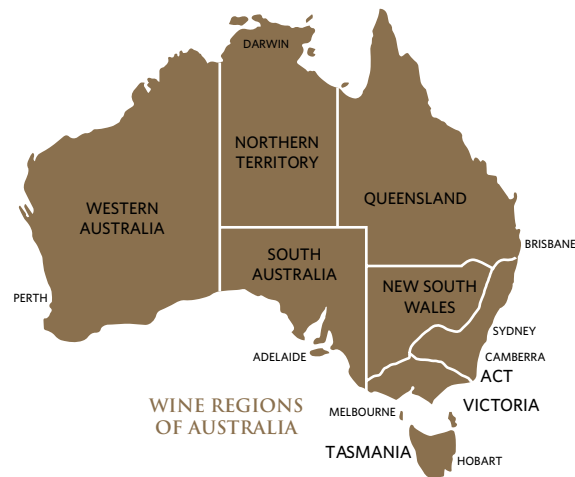 DARWIN
NORTHERN
TERRITORY
QUEENSLAND
WESTERN
AUSTRALIA
BRISBANE
SOUTH
AUSTRALIA
NEW SOUTH
WALES
PERTH
SYDNEY
ADELAIDE
CAMBERRA
ACT
WINE REGIONS
OF AUSTRALIA
MELBOURNE
VICTORIA
TASMANIA
HOBART